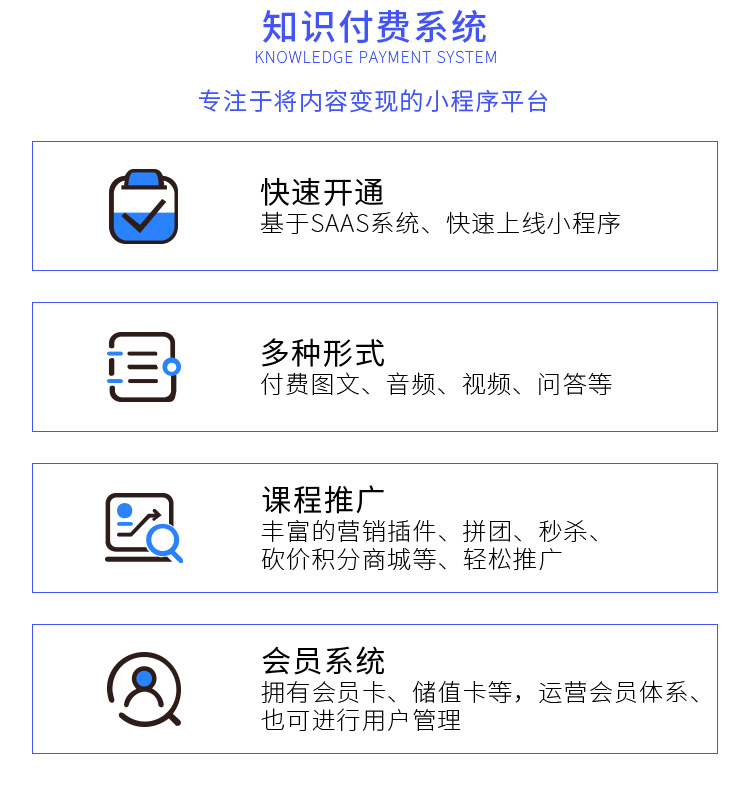 知识付费系统
KNOWLEDGE PAYMENT SYSTEM
专注于将内容变现的小程序平台
快速开通
基于SAAS系统、快速上线小程序
多种形式
付费图文、音频、视频、问答等
课程推广
丰富的营销插件、拼团、秒杀、
砍价积分商城等、轻松推广
会员系统
拥有会员卡、储值卡等，运营会员体系、
也可进行用户管理